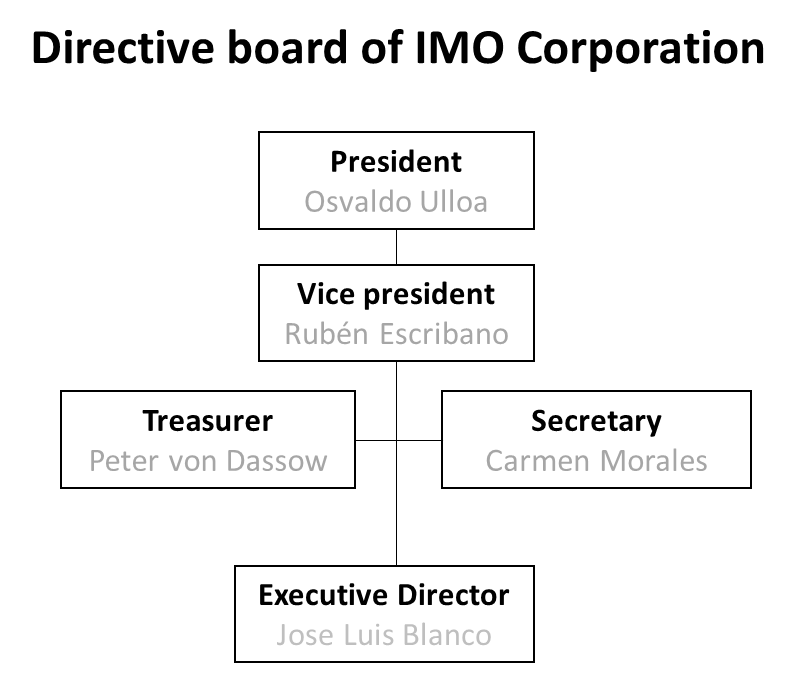 Directive board of IMO Corporation
President
Osvaldo Ulloa
Vice president
Rubén Escribano
Treasurer
Peter von Dassow
Secretary
Carmen Morales
Executive Director
Jose Luis Blanco